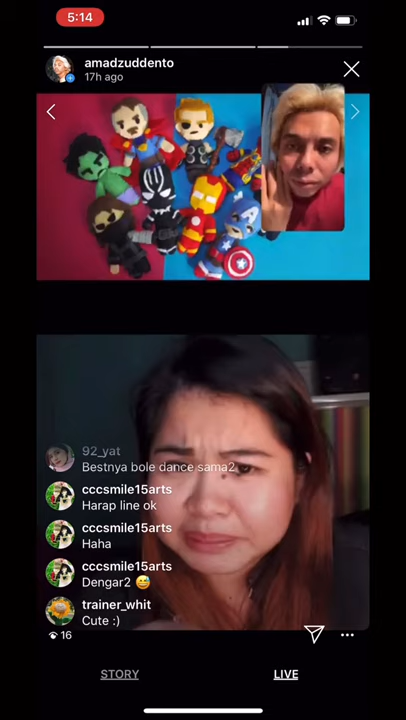 5:14
amadzuddento
17h ago
92_yat
Bestnya bole dance sama2
cccsmile15arts
Harap line ok
cccsmile15arts
Haha
cccsmile15arts
Dengar2 😅
trainer_whit
Cute :)
16
STORY
LIVE